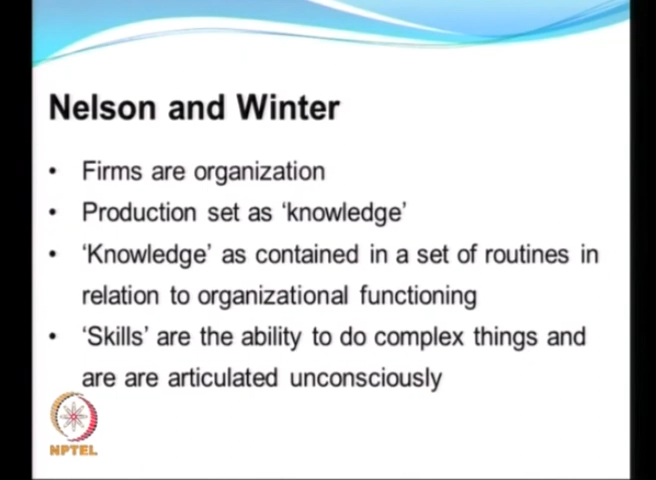 Nelson and Winter
• Firms are organization
• Production set as ‘knowledge’
• ‘Knowledge’ as contained in a set of routines in
relation to organizational functioning
• ‘Skills’ are the ability to do complex things and
are are articulated unconsciously
NPTEL